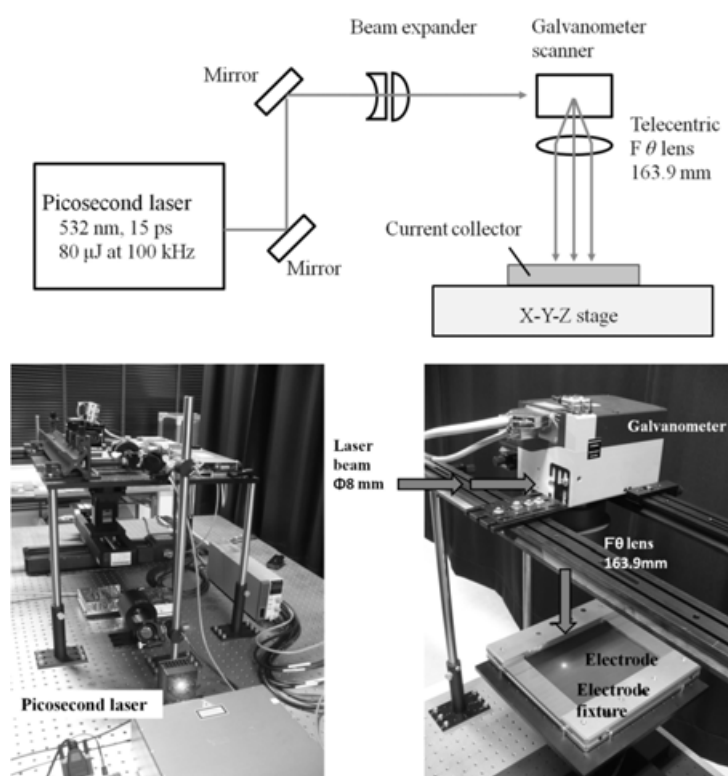 Beam expander
Galvanometer
scanner
Mirror
Telecentric
F θ lens
163.9 mm
Picosecond laser
532 nm, 15 ps
80 μJ at 100 kHz
Mirror
Current collector
X-Y-Z stage
Picosecond laser
Laser
beam
Φ8 mm
Galvanometer
Fθ lens
163.9mm
Electrode
Electrode
fixture